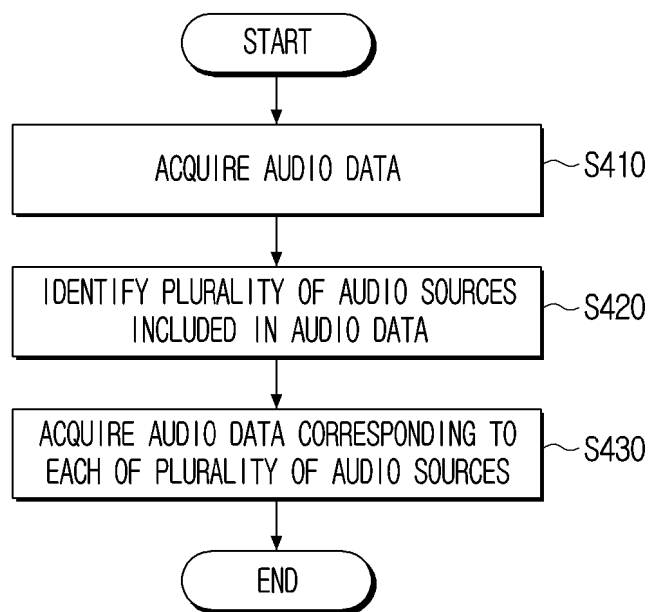 START
ACQUIRE AUDIO DATA
S410
IDENTIFY PLURALITY OF AUDIO SOURCES
INCLUDED IN AUDIO DATA
S420
ACQUIRE AUDIO DATA CORRESPONDING TO
EACH OF PLURALITY OF AUDIO SOURCES
S430
END